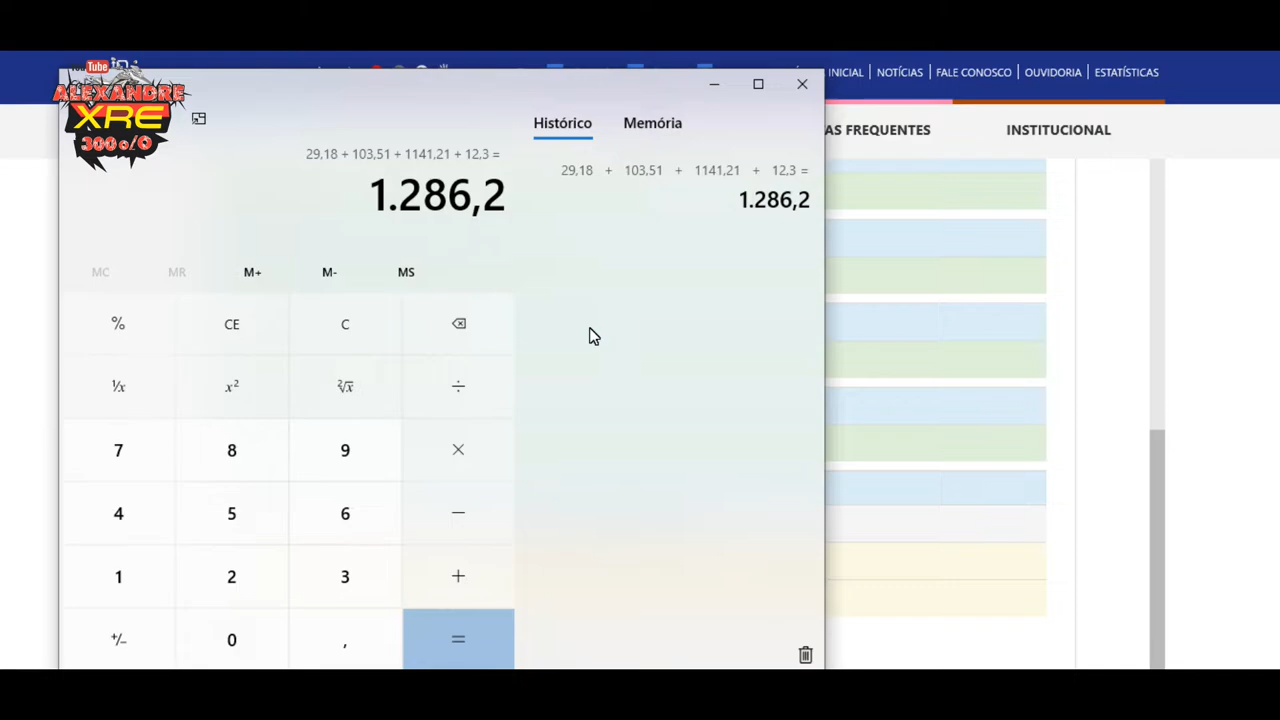 INICIAL | NOTÍCIAS | FALE CONOSCO | OUVIDORIA | ESTATÍSTICAS
YouTube
ALEXANDRE
XRE
300%
Histórico
Memória
AS FREQUENTES
INSTITUCIONAL
29,18 + 103,51 + 1141,21 + 12,3 =
1.286,2
29,18 + 103,51 + 1141,21 + 12,3 =
1.286,2
MC MR M+ M- MS
% CE C
⅟x x² ²√x ÷
7 8 9 ×
4 5 6 −
1 2 3 +
+/− 0 , =